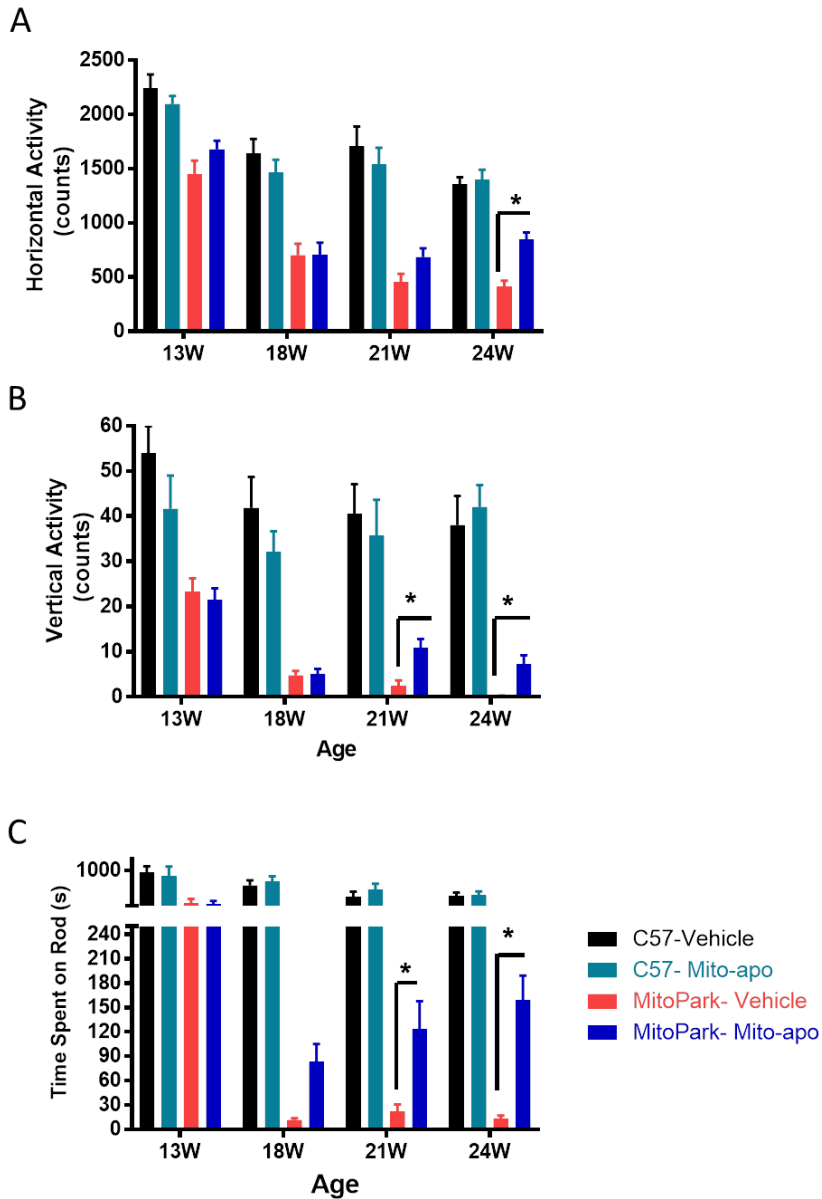 A
Horizontal Activity
(counts)
2500
2000
1500
1000
500
0
13W 18W 21W 24W
*
B
Vertical Activity
(counts)
60
50
40
30
20
10
0
13W 18W 21W 24W
* *
Age
C
Time Spent on Rod (s)
1000
240
210
180
150
120
90
60
30
0
13W 18W 21W 24W
* *
Age
C57-Vehicle
C57- Mito-apo
MitoPark- Vehicle
MitoPark- Mito-apo